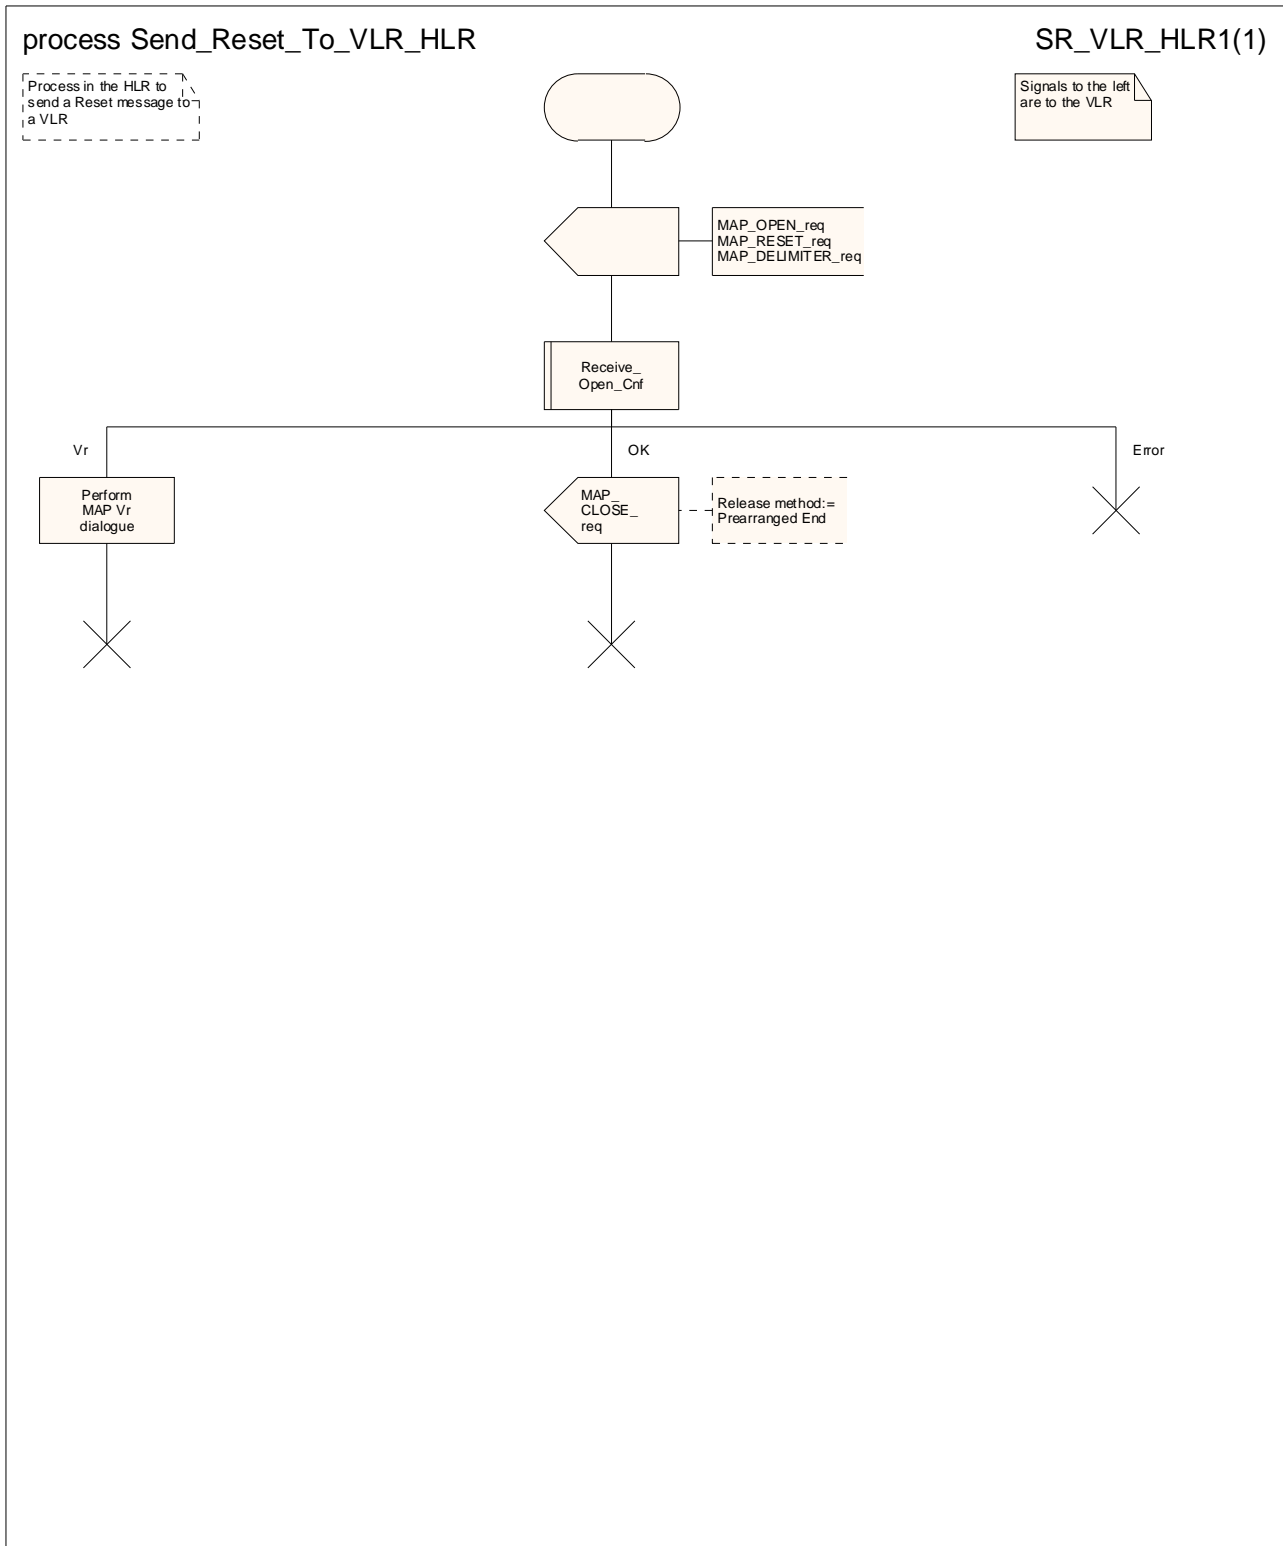 process Send_Reset_To_VLR_HLR
SR_VLR_HLR1(1)
Process in the HLR to
send a Reset message to
a VLR
Signals to the left
are to the VLR
MAP_OPEN_req
MAP_RESET_req
MAP_DELIMITER_req
Receive_
Open_Cnf
Vr
OK
Error
Perform
MAP Vr
dialogue
MAP_
CLOSE_
req
Release method:=
Prearranged End